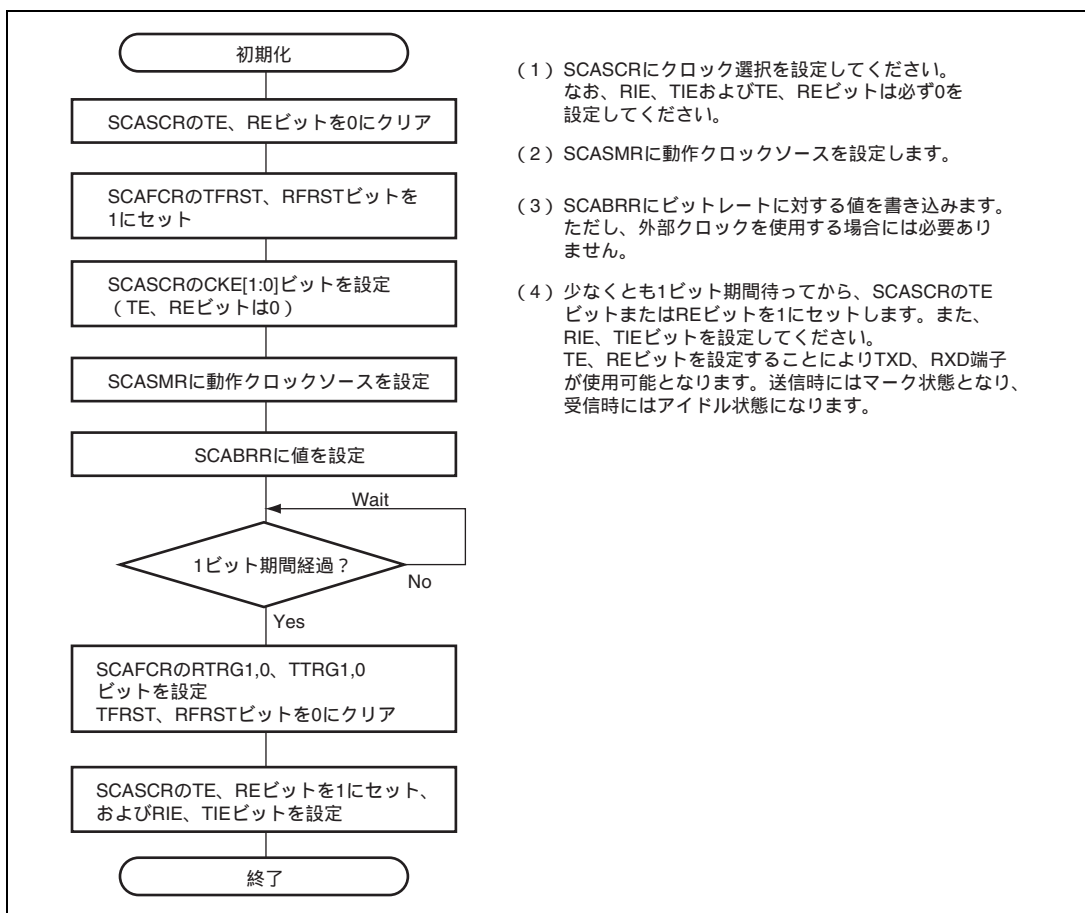 初期化
SCASCRのTE、REビットを0にクリア
SCAFCRのTFRST、RFRSTビットを
1にセット
SCASCRのCKE[1:0]ビットを設定
（TE、REビットは0）
SCASMRに動作クロックソースを設定
SCABRRに値を設定
Wait
1ビット期間経過？
No
Yes
SCAFCRのRTRG1,0、TTRG1,0
ビットを設定
TFRST、RFRSTビットを0にクリア
SCASCRのTE、REビットを1にセット、
およびRIE、TIEビットを設定
終了
（1）SCASCRにクロック選択を設定してください。
なお、RIE、TIEおよびTE、REビットは必ず0を
設定してください。
（2）SCASMRに動作クロックソースを設定します。
（3）SCABRRにビットレートに対する値を書き込みます。
ただし、外部クロックを使用する場合には必要あり
ません。
（4）少なくとも1ビット期間待ってから、SCASCRのTE
ビットまたはREビットを1にセットします。また、
RIE、TIEビットを設定してください。
TE、REビットを設定することによりTXD、RXD端子
が使用可能となります。送信時にはマーク状態となり、
受信時にはアイドル状態になります。